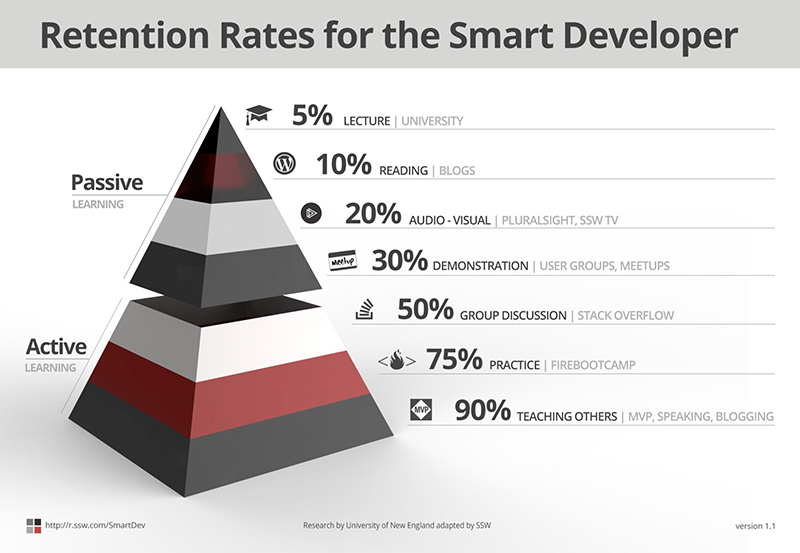 Retention Rates for the Smart Developer
5% LECTURE | UNIVERSITY
10% READING | BLOGS
Passive
LEARNING
20% AUDIO - VISUAL | PLURALSIGHT, SSW TV
meetup 30% DEMONSTRATION | USER GROUPS, MEETUPS
50% GROUP DISCUSSION | STACK OVERFLOW
Active
LEARNING
<> 75% PRACTICE | FIREBOOTCAMP
MVP 90% TEACHING OTHERS | MVP, SPEAKING, BLOGGING
http://r.ssw.com/SmartDev
Research by University of New England adapted by SSW
version 1.1